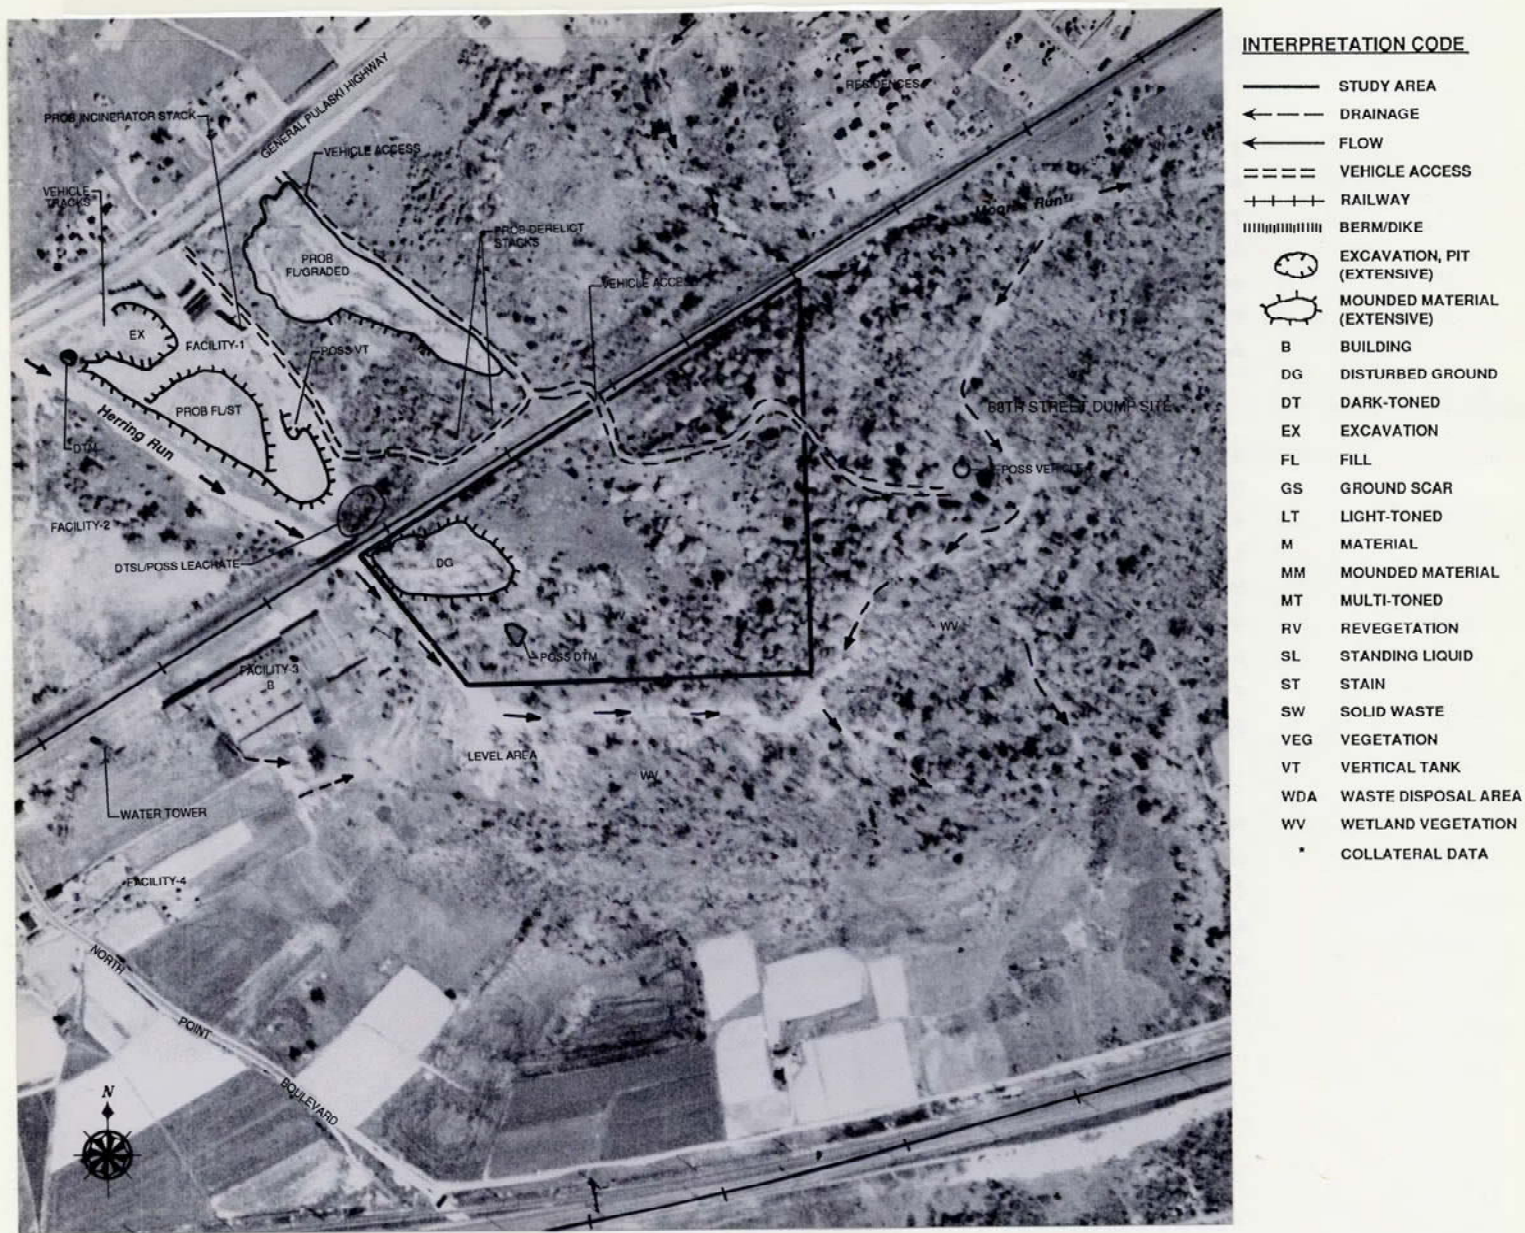 INTERPRETATION CODE
STUDY AREA
DRAINAGE
FLOW
VEHICLE ACCESS
RAILWAY
BERM/DIKE
EXCAVATION, PIT
(EXTENSIVE)
MOUNDED MATERIAL
(EXTENSIVE)
B BUILDING
DG DISTURBED GROUND
DT DARK-TONED
EX EXCAVATION
FL FILL
GS GROUND SCAR
LT LIGHT-TONED
M MATERIAL
MM MOUNDED MATERIAL
MT MULTI-TONED
RV REVEGETATION
SL STANDING LIQUID
ST STAIN
SW SOLID WASTE
VEG VEGETATION
VT VERTICAL TANK
WDA WASTE DISPOSAL AREA
WV WETLAND VEGETATION
* COLLATERAL DATA
RESIDENCES
PROB INCINERATOR STACK
GENERAL PULASKI HIGHWAY
VEHICLE ACCESS
VEHICLE
TRACKS
Moores Run
PROB DERELICT
STACKS
PROB
FL/GRADED
VEHICLE ACCESS
EX
FACILITY-1
POSS VT
PROB FL/ST
68TH STREET DUMP SITE
Herring Run
DTM
POSS VEHICLE
FACILITY-2
DTSL/POSS LEACHATE
DG
WV
POSS DTM
FACILITY-3
B
LEVEL AREA
WV
WATER TOWER
FACILITY-4
NORTH
POINT
BOULEVARD
N